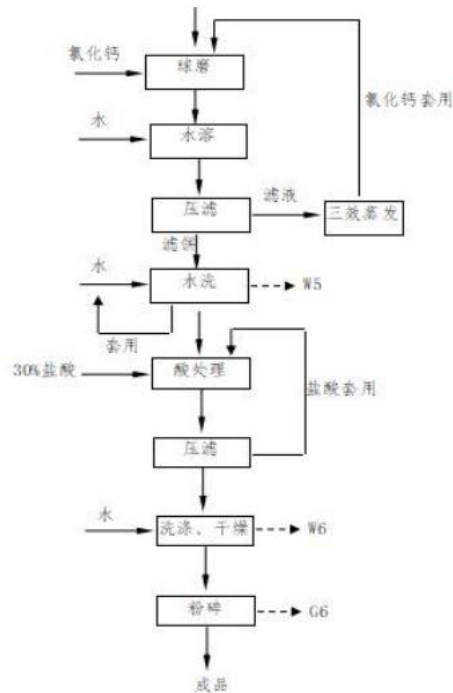 氯化钙
球磨
氯化钙套用
水
水溶
压滤
滤液
三效蒸发
滤饼
水
水洗
W5
套用
30%盐酸
酸处理
盐酸套用
压滤
水
洗涤、干燥
W6
粉碎
G6
成品